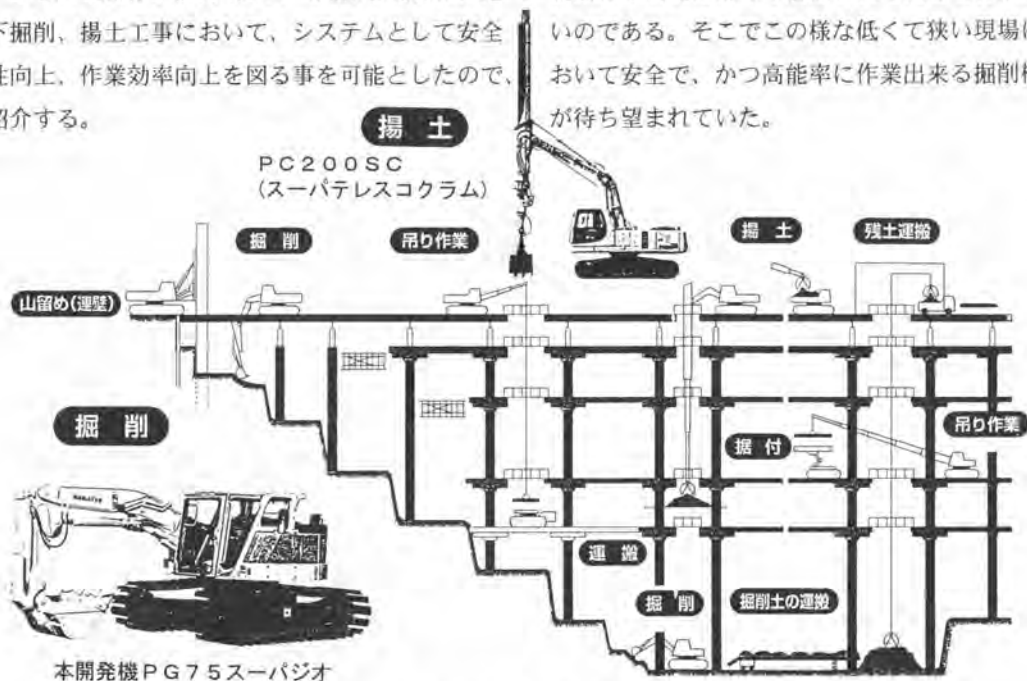 下掘削、揚土工事において、システムとして安全
性向上、作業効率向上を図る事を可能としたので、
紹介する。
いのである。そこでこの様な低くて狭い現場に
おいて安全で、かつ高能率に作業出来る掘削機
が待ち望まれていた。
揚土
PC200SC
(スーパテレスコクラム)
掘削
吊り作業
揚土
残土運搬
山留め(連壁)
掘削
KOMATSU
据付
吊り作業
運搬
掘削
掘削土の運搬
本開発機PG75スーパジオ